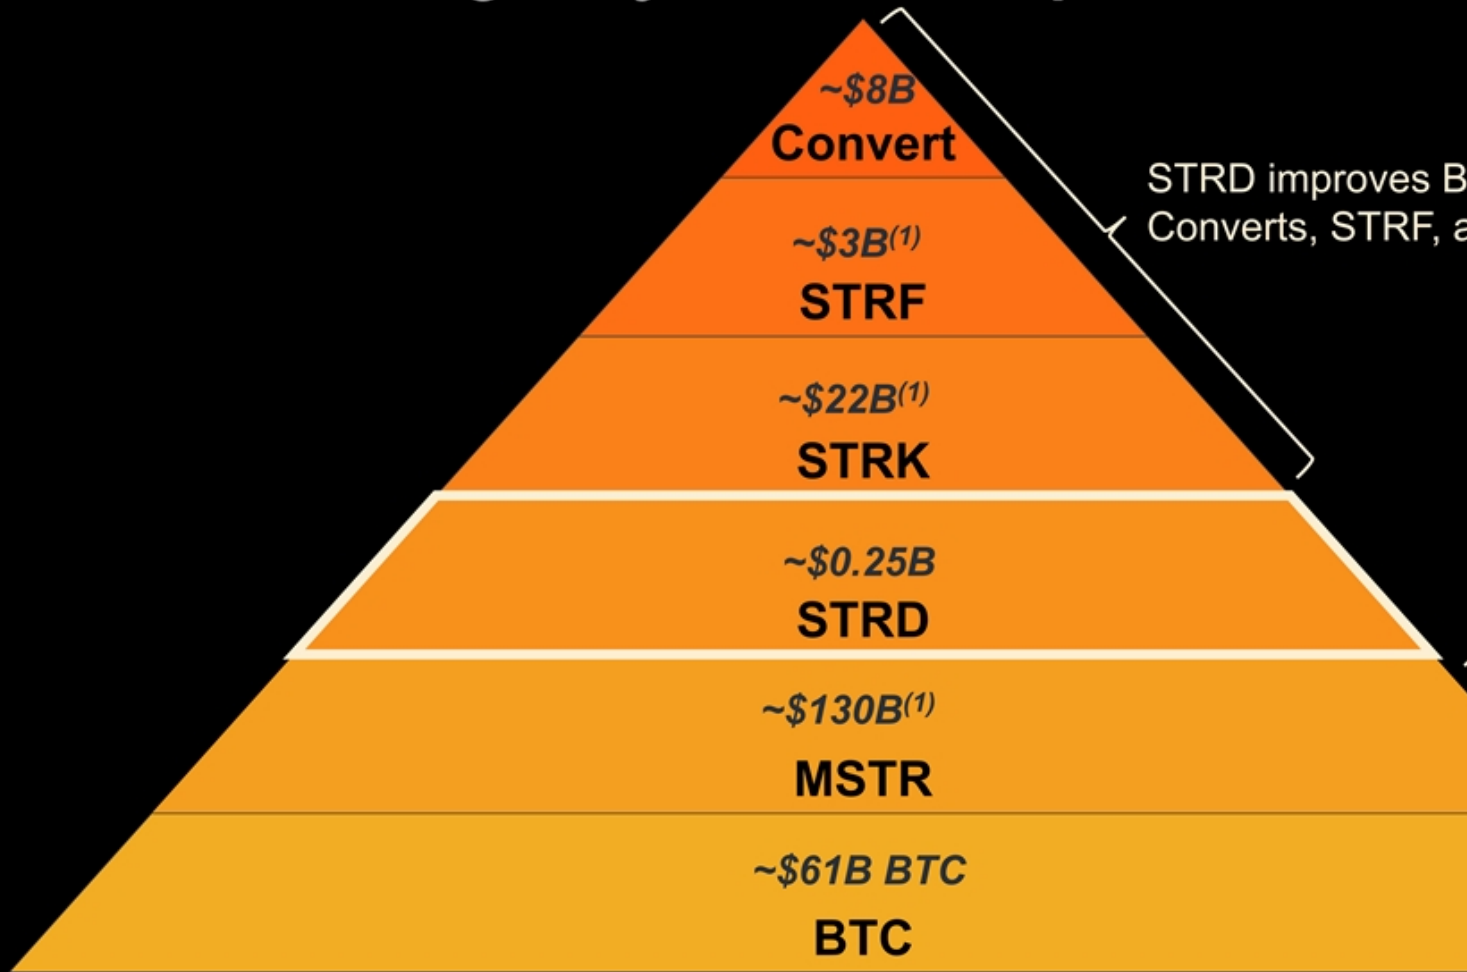 ~$8B
Convert
STRD improves B
Converts, STRF, a
~$3B(1)
STRF
~$22B(1)
STRK
~$0.25B
STRD
~$130B(1)
MSTR
~$61B BTC
BTC